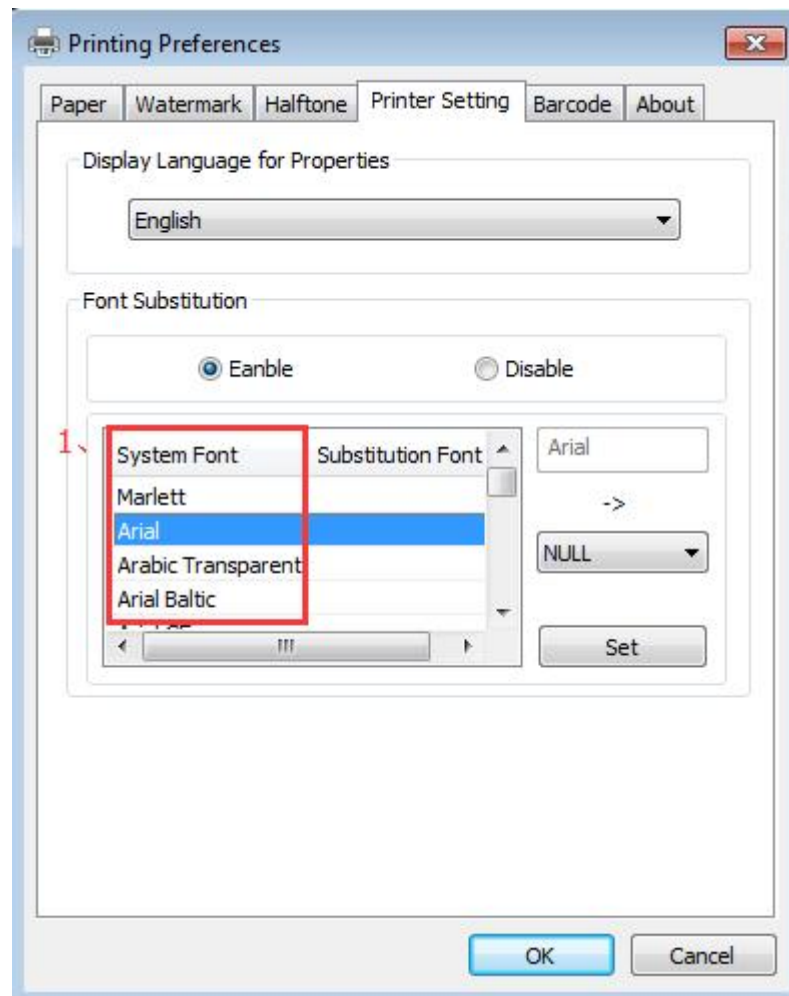 Printing Preferences
Paper Watermark Halftone Printer Setting Barcode About
Display Language for Properties
English
Font Substitution
Eanble Disable
1、
System Font Substitution Font
Marlett
Arial
Arabic Transparent
Arial Baltic
Arial
->
NULL
Set
OK Cancel